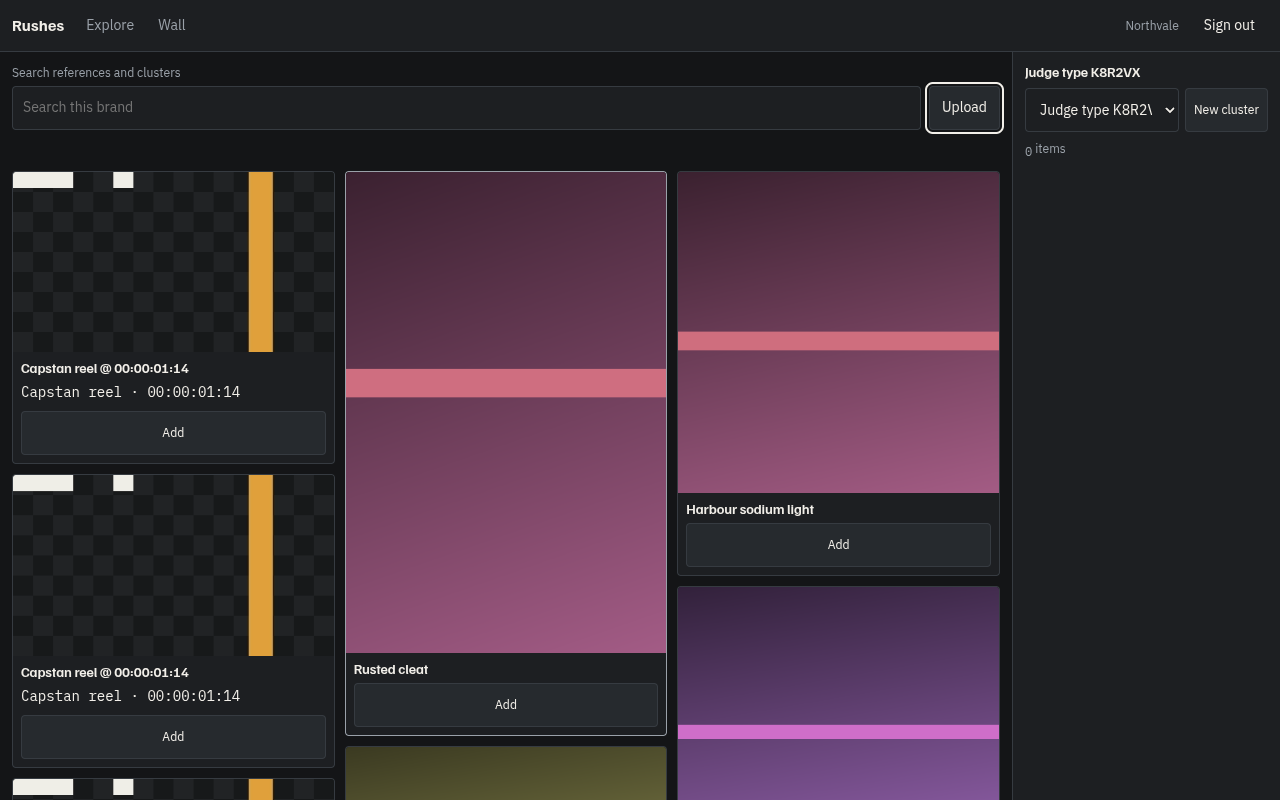 Rushes
Explore
Wall
Northvale
Sign out
Search references and clusters
Search this brand
Upload
Judge type K8R2VX
Judge type K8R2V
New cluster
0 items
Capstan reel @ 00:00:01:14
Capstan reel · 00:00:01:14
Add
Capstan reel @ 00:00:01:14
Capstan reel · 00:00:01:14
Add
Rusted cleat
Add
Harbour sodium light
Add